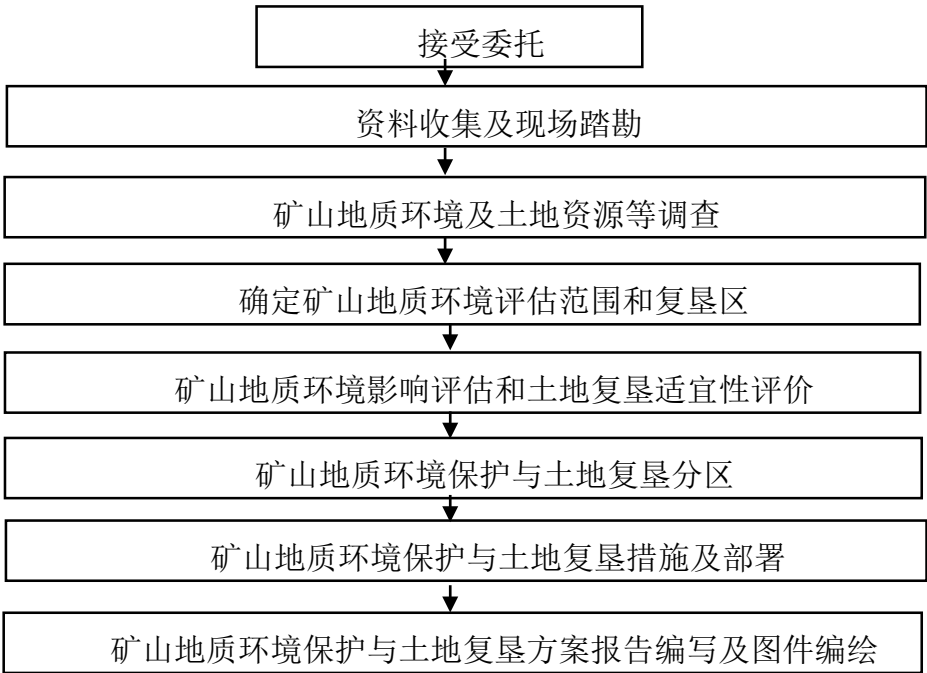 接受委托
资料收集及现场踏勘
矿山地质环境及土地资源等调查
确定矿山地质环境评估范围和复垦区
矿山地质环境影响评估和土地复垦适宜性评价
矿山地质环境保护与土地复垦分区
矿山地质环境保护与土地复垦措施及部署
矿山地质环境保护与土地复垦方案报告编写及图件编绘